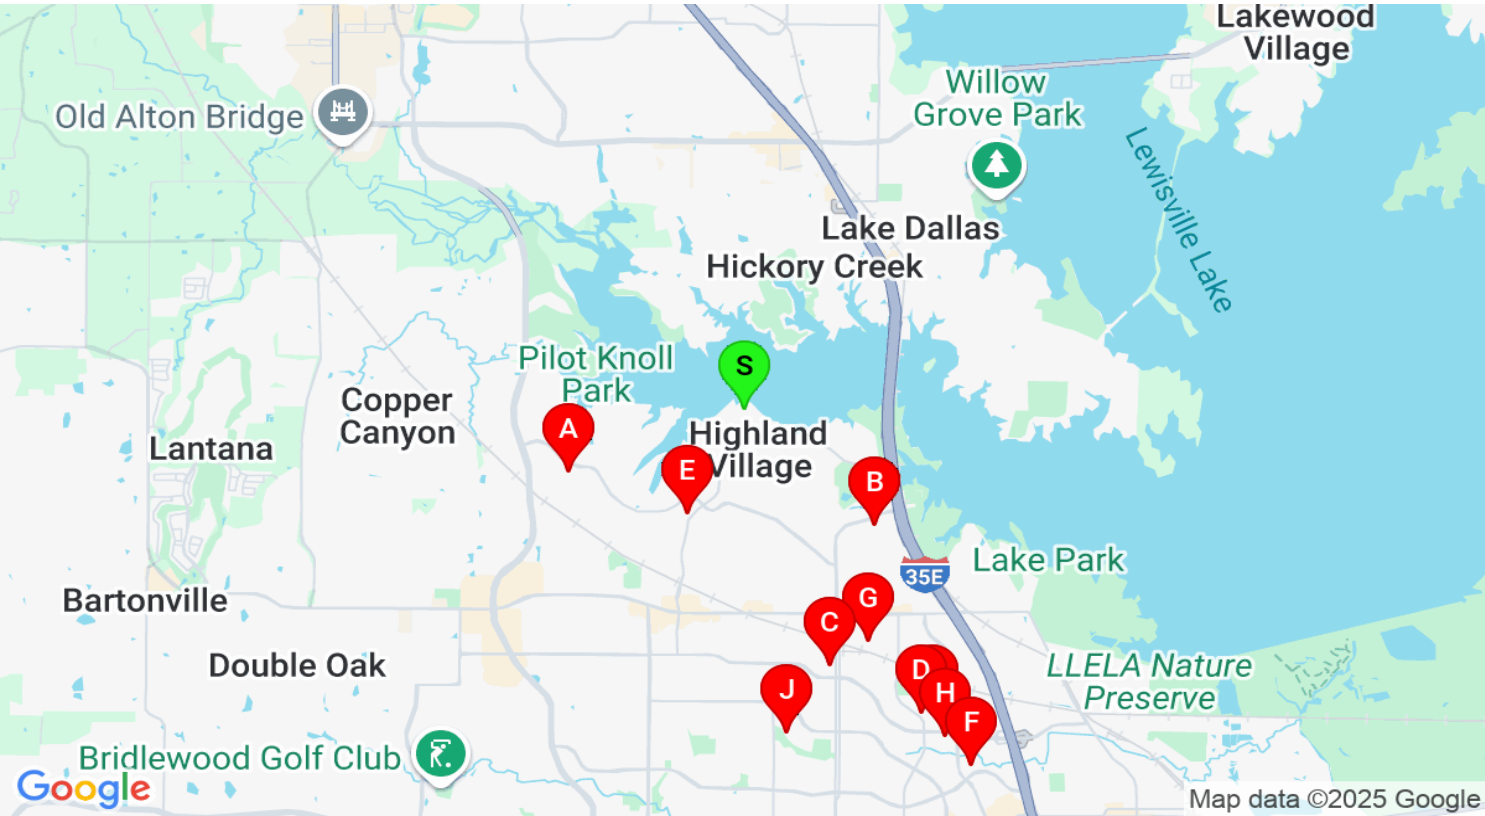 Lakewood
Village
Willow
Grove Park
Old Alton Bridge
Lewisville Lake
Lake Dallas
Hickory Creek
Pilot Knoll
Park
S
Copper
Canyon
A
Highland
Village
Lantana
E
B
Lake Park
35E
Bartonville
G
C
Double Oak
D
LLELA Nature
Preserve
J
H
F
Bridlewood Golf Club
Google
Map data ©2025 Google